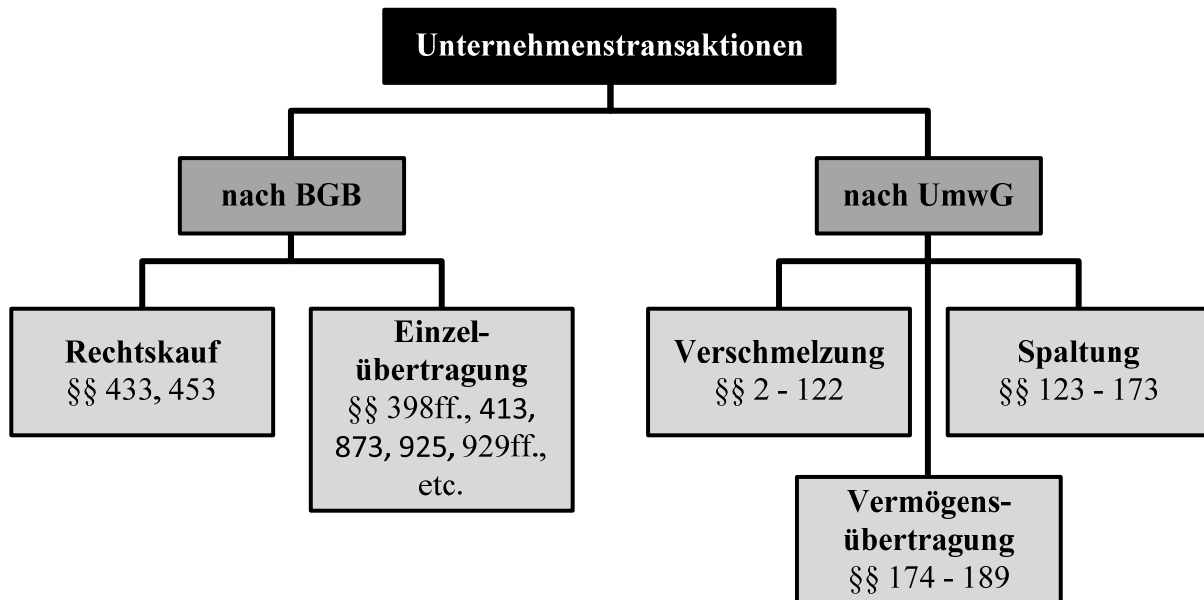 Unternehmenstransaktionen
nach BGB
nach UmwG
Rechtskauf
§§ 433, 453
Einzel-
übertragung
§§ 398ff., 413,
873, 925, 929ff.,
etc.
Verschmelzung
§§ 2 - 122
Spaltung
§§ 123 - 173
Vermögens-
übertragung
§§ 174 - 189